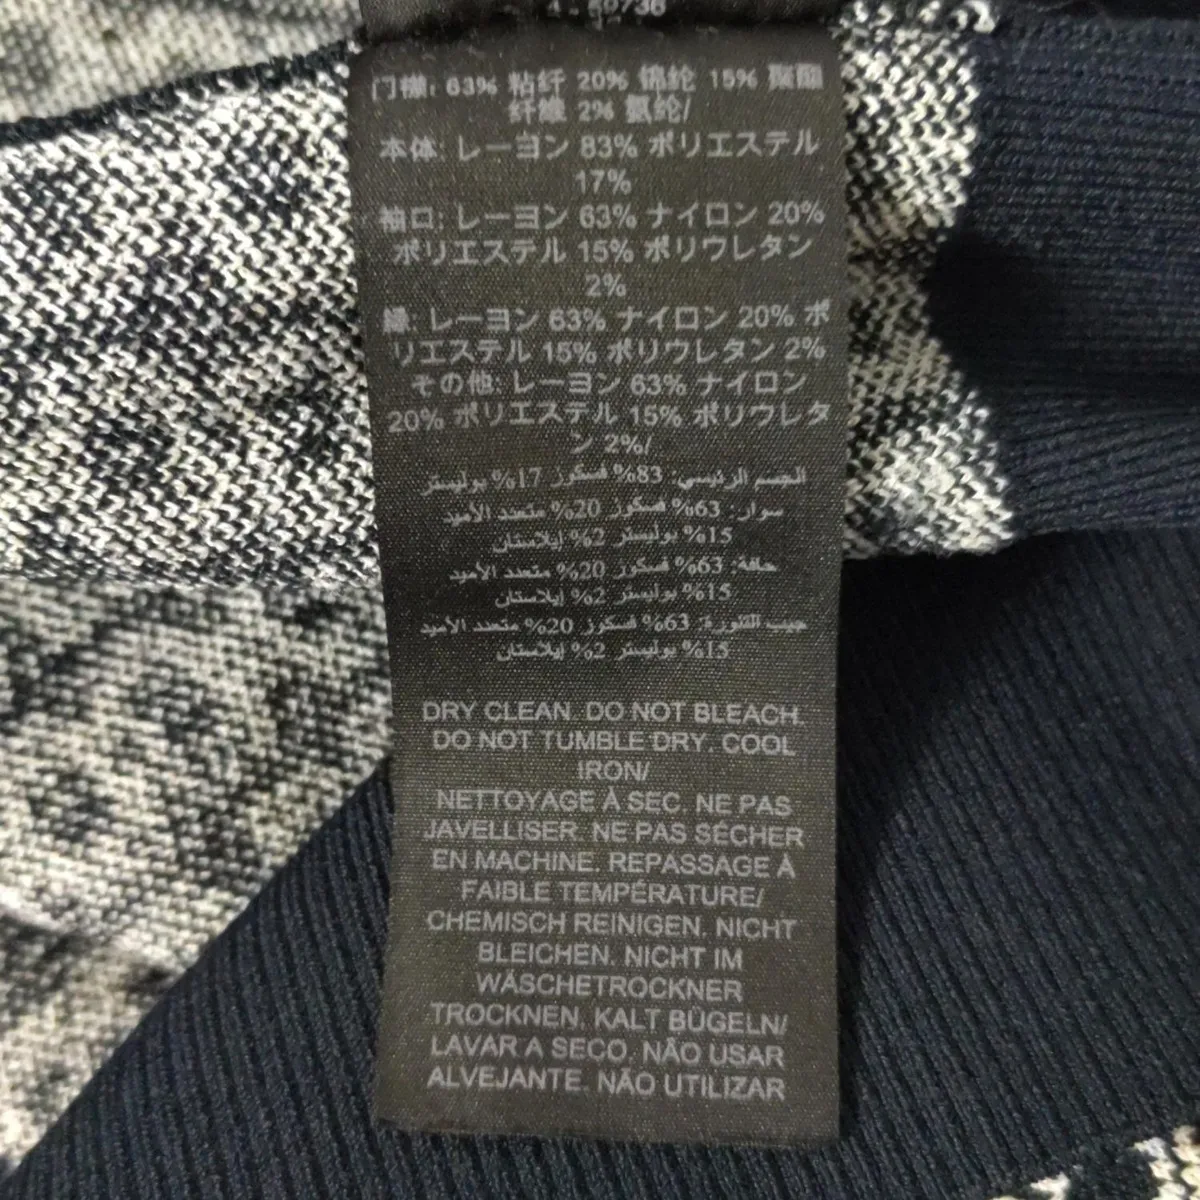 门襟: 63% 粘纤 20% 锦纶 15% 聚酯
纤维 2% 氨纶/
本体: レーヨン 83% ポリエステル
17%
袖口: レーヨン 63% ナイロン 20%
ポリエステル 15% ポリウレタン
2%
縁: レーヨン 63% ナイロン 20% ポ
リエステル 15% ポリウレタン 2%
その他: レーヨン 63% ナイロン
20% ポリエステル 15% ポリウレタ
ン 2%/
الجسم الرئيسي: 83% فسكوز 17% بوليستر
سوار: 63% فسكوز 20% متعدد الأميد
15% بوليستر 2% إيلاستان
حافة: 63% فسكوز 20% متعدد الأميد
15% بوليستر 2% إيلاستان
جيب التنورة: 63% فسكوز 20% متعدد الأميد
15% بوليستر 2% إيلاستان
DRY CLEAN. DO NOT BLEACH.
DO NOT TUMBLE DRY. COOL
IRON/
NETTOYAGE À SEC. NE PAS
JAVELLISER. NE PAS SÉCHER
EN MACHINE. REPASSAGE À
FAIBLE TEMPÉRATURE/
CHEMISCH REINIGEN. NICHT
BLEICHEN. NICHT IM
WÄSCHETROCKNER
TROCKNEN. KALT BÜGELN/
LAVAR A SECO. NÃO USAR
ALVEJANTE. NÃO UTILIZAR